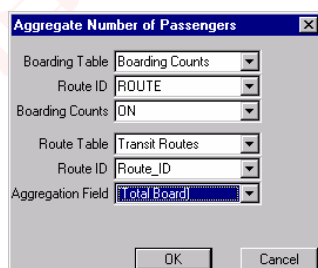 Aggregate Number of Passengers
Boarding Table Boarding Counts
Route ID ROUTE
Boarding Counts ON
Route Table Transit Routes
Route ID Route_ID
Aggregation Field [Total Board]
OK Cancel